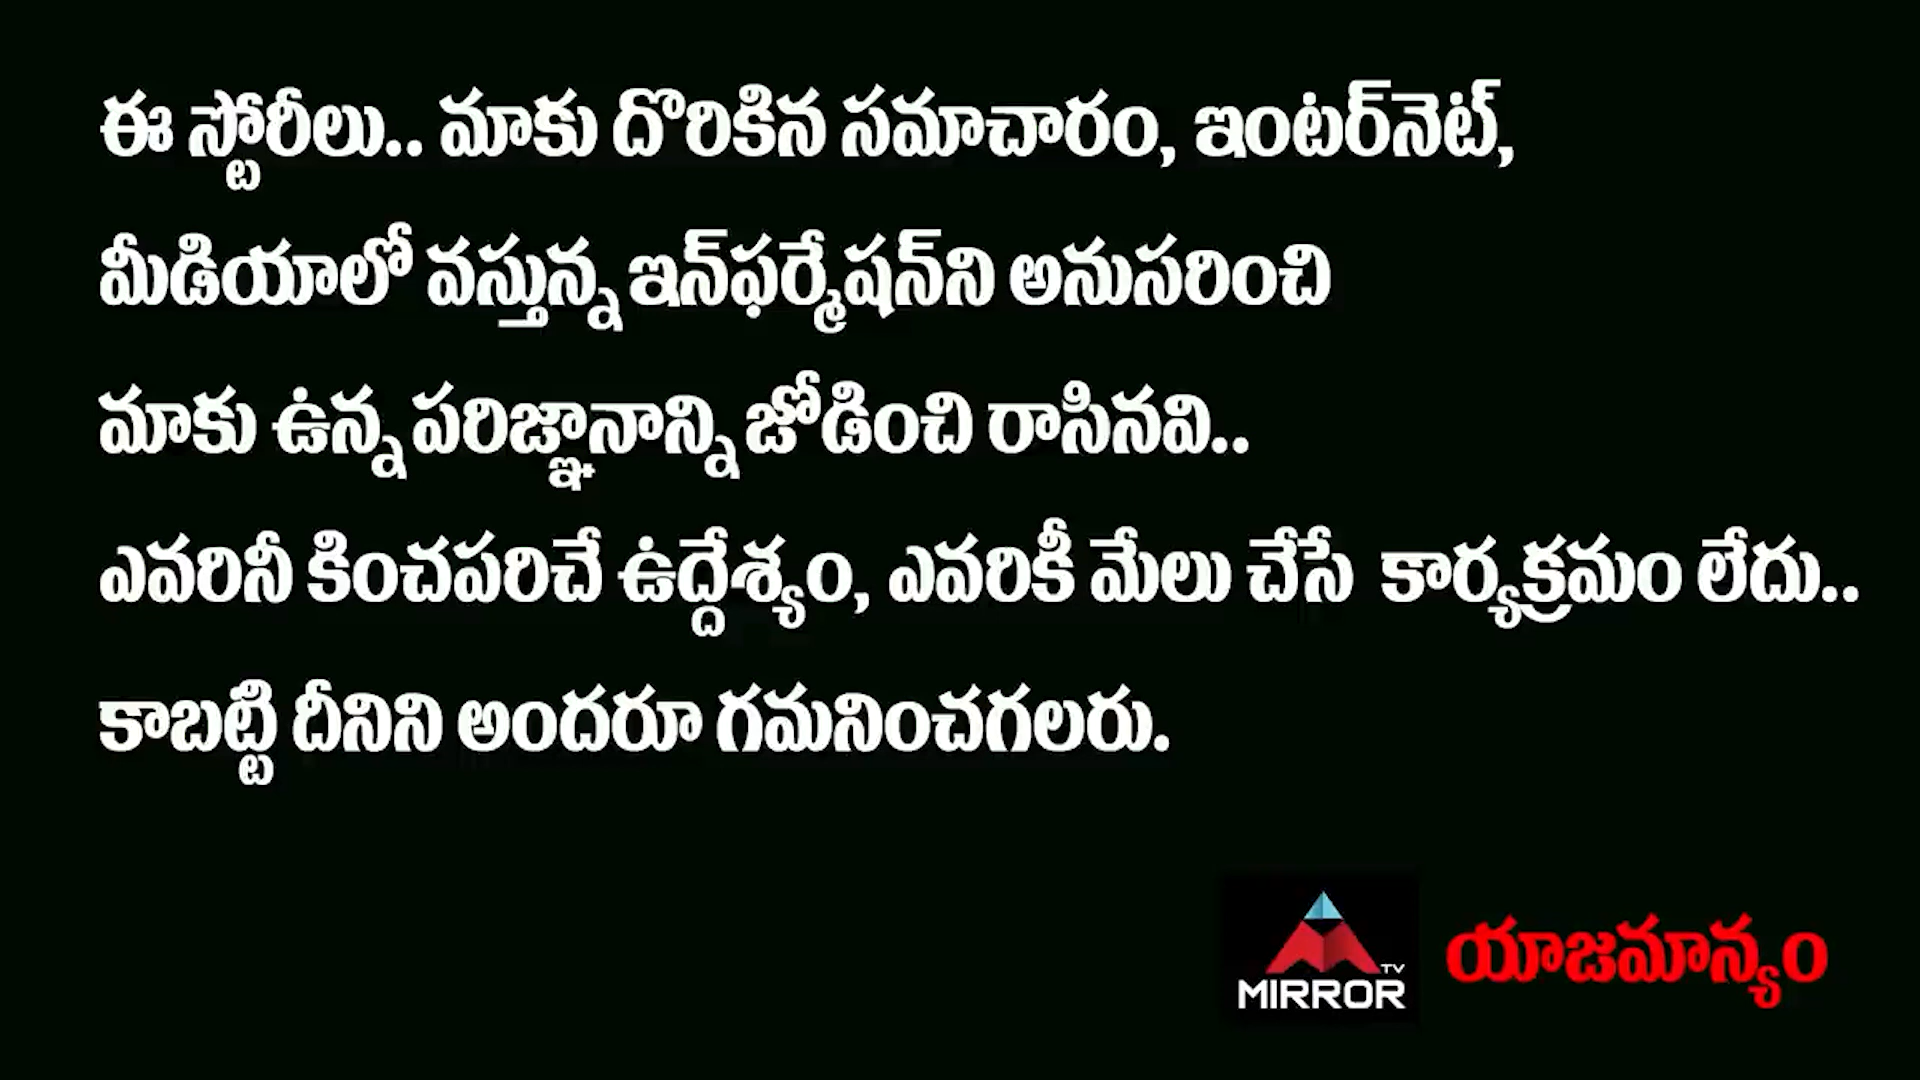 ఈ స్టోరీలు.. మాకు దొరికిన సమాచారం, ఇంటర్‌నెట్,
మీడియాలో వస్తున్న ఇన్‌ఫర్మేషన్‌ని అనుసరించి
మాకు ఉన్న పరిజ్ఞానాన్ని జోడించి రాసినవి..
ఎవరినీ కించపరిచే ఉద్దేశ్యం, ఎవరికీ మేలు చేసే కార్యక్రమం లేదు..
కాబట్టి దీనిని అందరూ గమనించగలరు.
TV
MIRROR
యాజమాన్యం